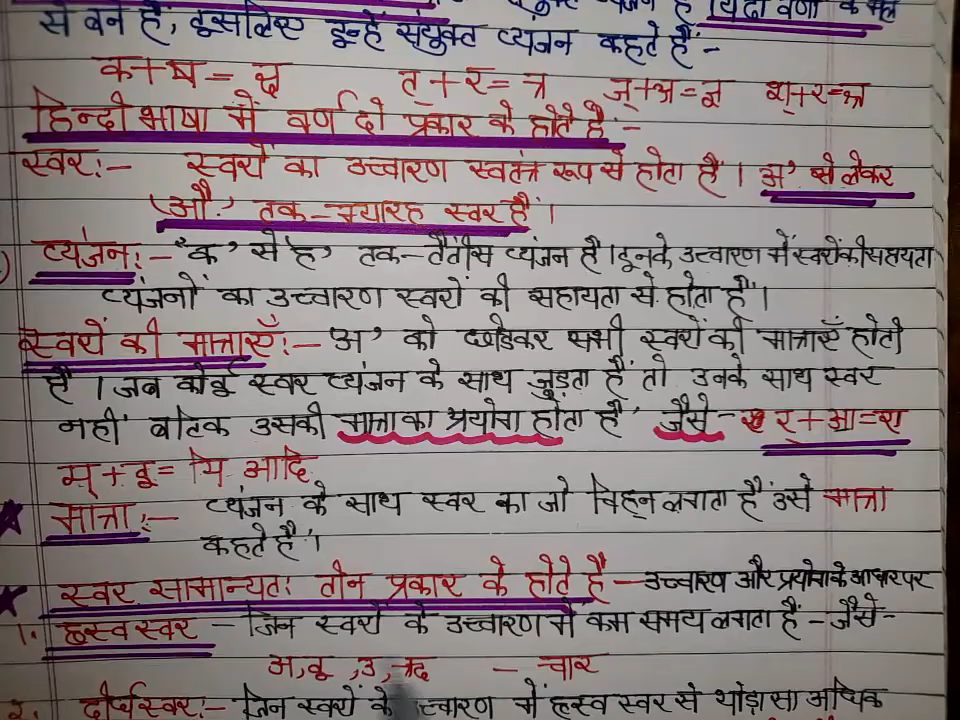 व्यंजन है
से बने हैं, इसलिए इन्हें संयुक्त व्यंजन कहते हैं -
क+ष = क्ष त्+र = त्र ज्+ञ=ज्ञ श्+र=श्र
हिन्दी भाषा में वर्ण दो प्रकार के होते हैं:-
स्वर:- स्वरों का उच्चारण स्वतंत्र रूप से होता है। अ' से लेकर
'औ' तक - ग्यारह स्वर हैं।
व्यंजन:- 'क' से ह' तक - तैंतीस व्यंजन है। इनके उच्चारण में स्वरों की सहायता
व्यंजनों का उच्चारण स्वरों की सहायता से होता है।
स्वरों की मात्राएँ:- अ' को छोडकर सभी स्वरों की मात्राएँ होती
हैं। जब कोई स्वर व्यंजन के साथ जुड़ता हैं तो उनके साथ स्वर
नहीं बल्कि उसकी मात्रा का प्रयोग होता है' जैसे - र्+आ=रा
म्+इ= मि आदि
मात्रा:- व्यंजन के साथ स्वर का जो चिह्न लगता है उसे मात्रा
कहते हैं।
स्वर सामान्यत: तीन प्रकार के होते है - उच्चारण और प्रयोग के आधार पर
1. ह्रस्व स्वर - जिन स्वरों के उच्चारण में कम समय लगता हैं - जैसे-
अ,इ,उ,ऋ - चार
2. दीर्घस्वर:- जिन स्वरों के उच्चारण में ह्रस्व स्वर से थोड़ा सा अधिक